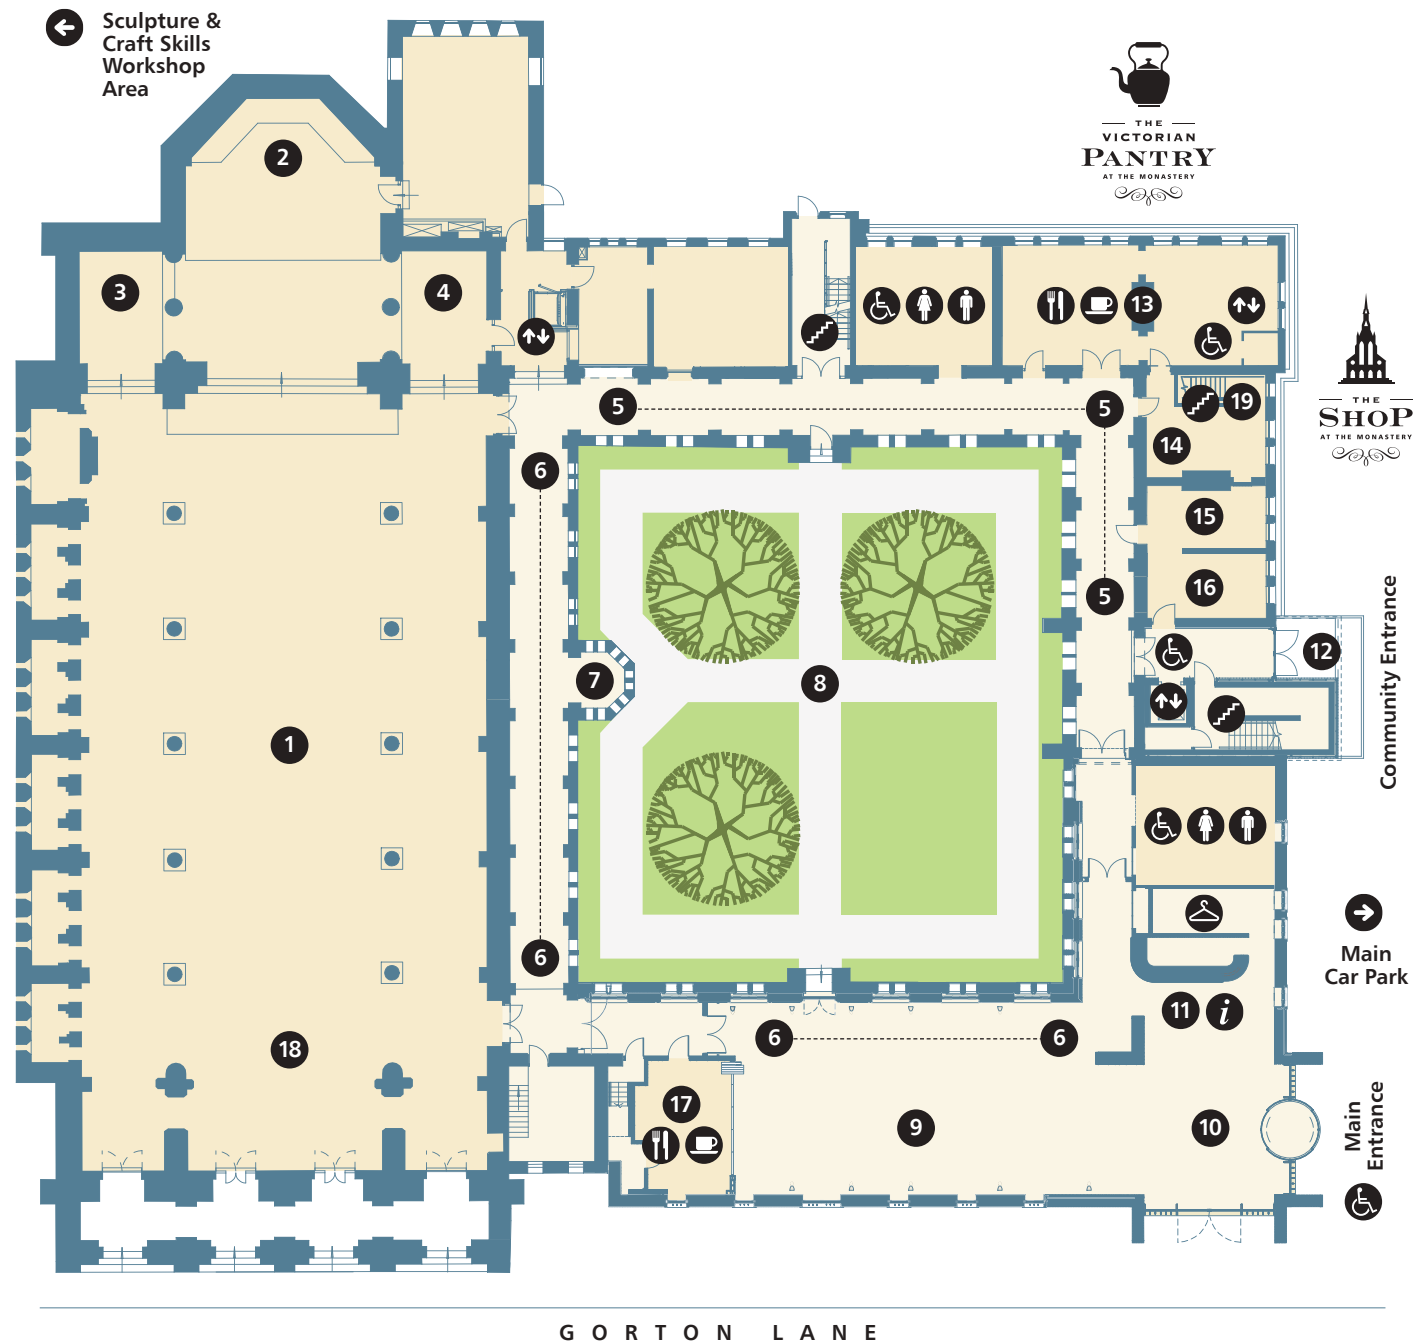 Sculpture &
Craft Skills
Workshop
Area
THE
VICTORIAN
PANTRY
AT THE MONASTERY
2
3
4
13
THE
SHOP
AT THE MONASTERY
5
5
19
14
6
15
5
16
Community Entrance
12
7
8
1
Main
Car Park
6
11
i
18
6
6
17
9
10
Main
Entrance
GORTON LANE